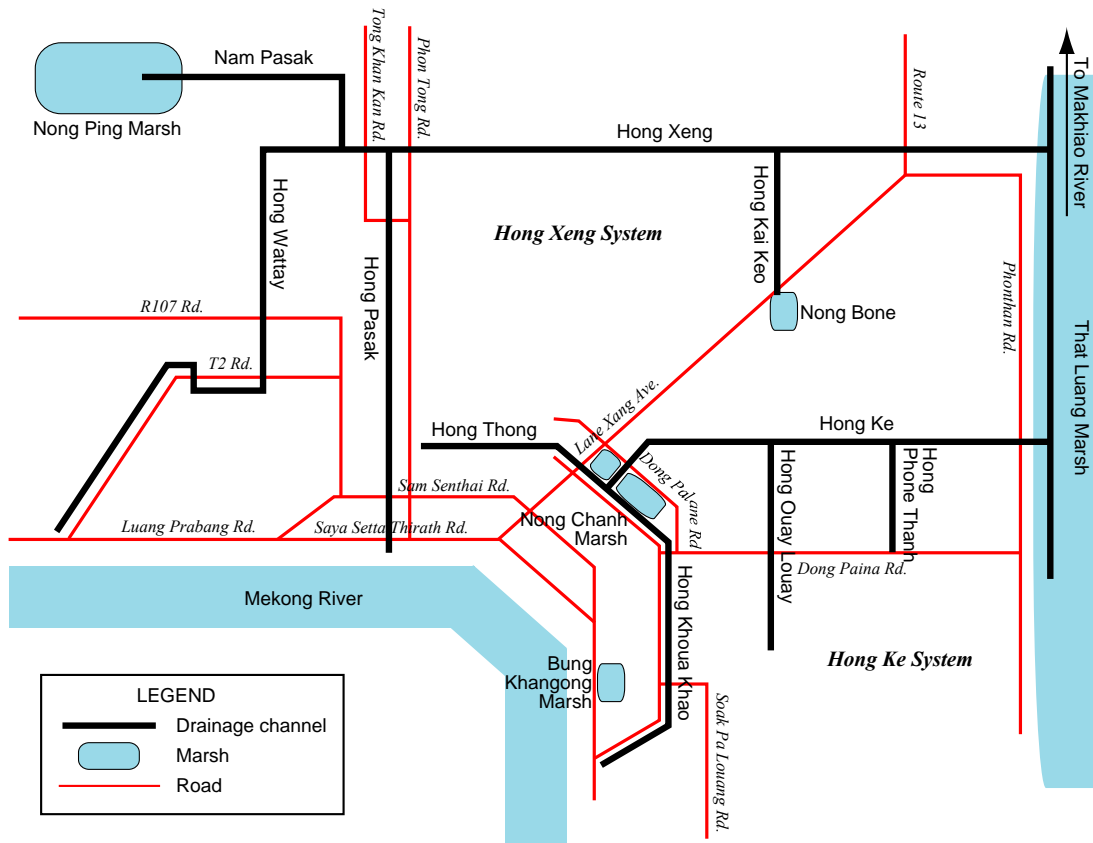 Nam Pasak
Nong Ping Marsh
Tong Khan Kan Rd.
Phon Tong Rd.
Hong Xeng
Route 13
To Makhiao River
Hong Wattay
Hong Xeng System
Hong Kai Keo
Hong Pasak
R107 Rd.
Nong Bone
Phonthan Rd.
That Luang Marsh
T2 Rd.
Lane Xang Ave.
Hong Thong
Hong Ke
Dong PaLane Rd
Hong
Phone Thanh
Hong Ouay Louay
Sam Senthai Rd.
Luang Prabang Rd.
Saya Setta Thirath Rd.
Nong Chanh
Marsh
Dong Paina Rd.
Mekong River
Hong Khoua Khao
Hong Ke System
Bung
Khangong
Marsh
Soak Pa Louang Rd.
LEGEND
Drainage channel
Marsh
Road